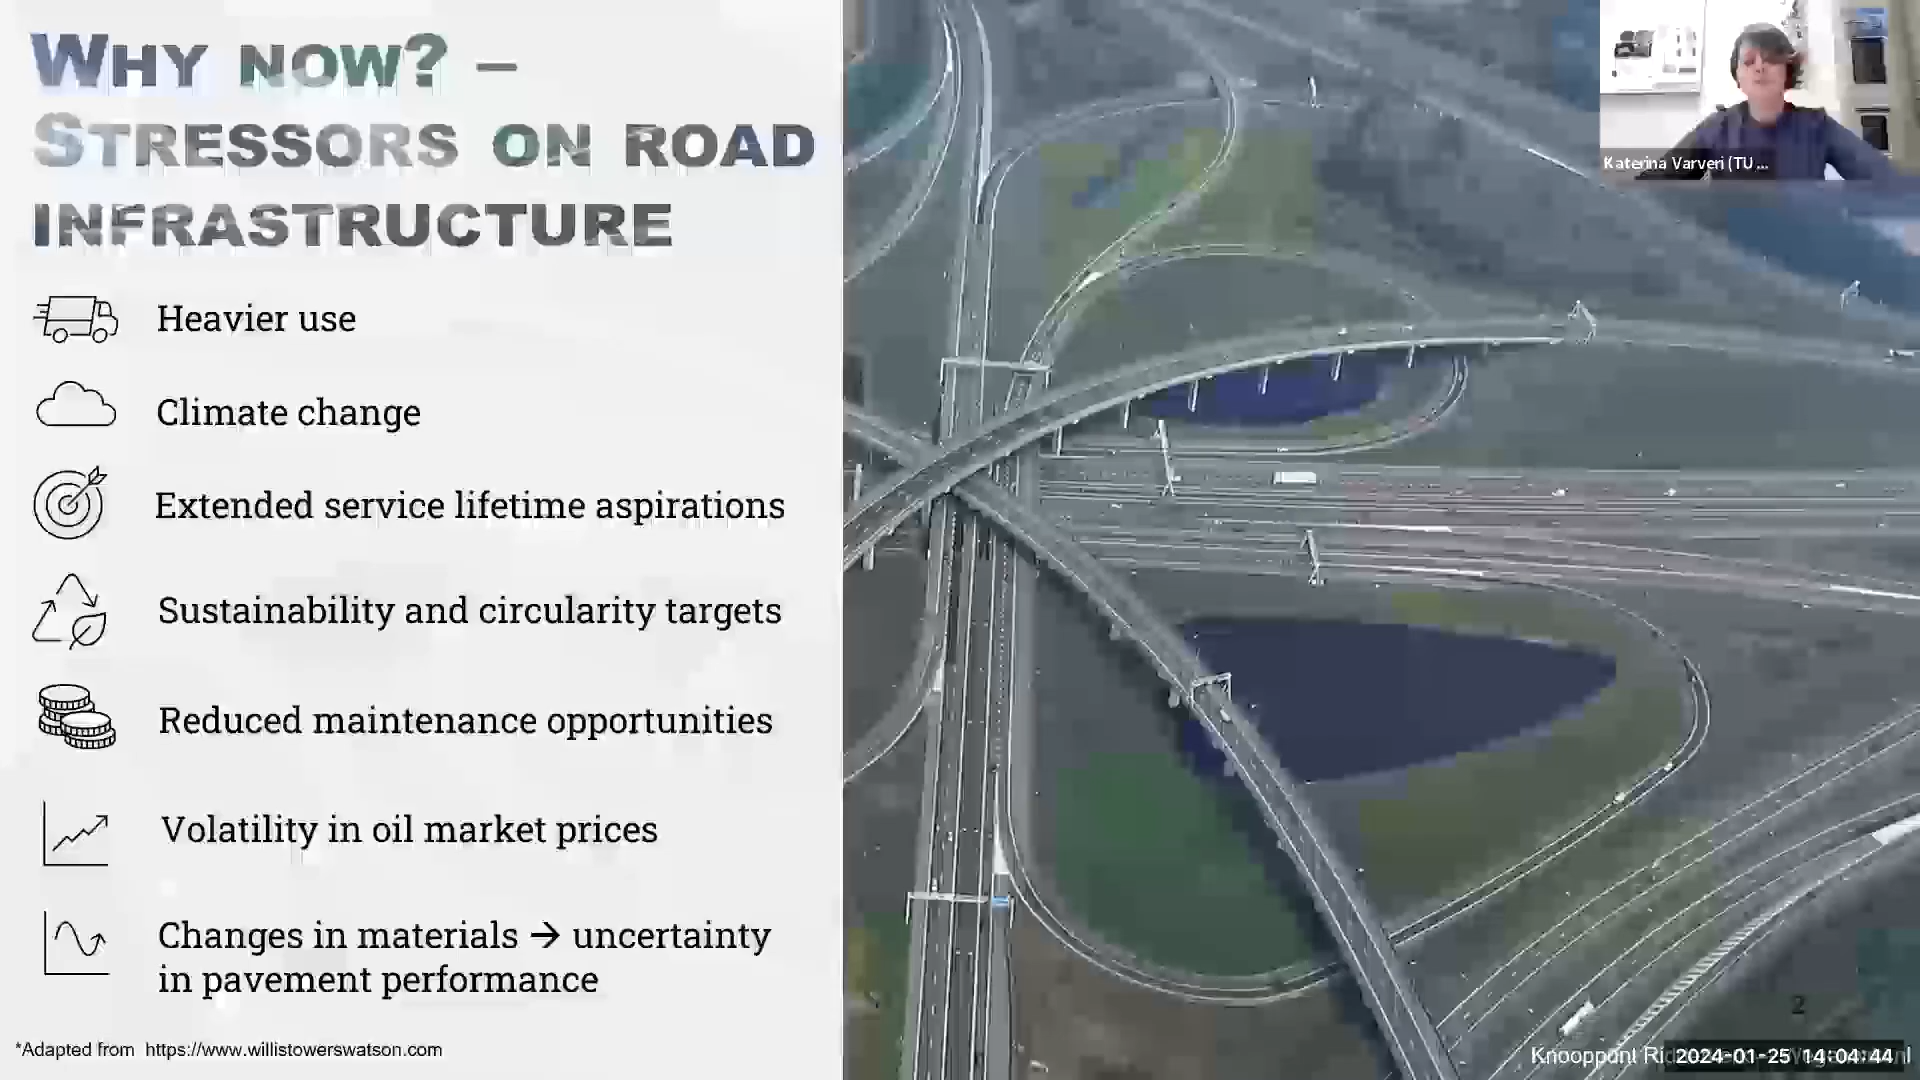 WHY NOW? –
STRESSORS ON ROAD
INFRASTRUCTURE
Heavier use
Climate change
Extended service lifetime aspirations
Sustainability and circularity targets
Reduced maintenance opportunities
Volatility in oil market prices
Changes in materials → uncertainty
in pavement performance
*Adapted from https://www.willistowerswatson.com
Katerina Varveri (TU ...
2
Knooppunt
2024-01-25 14:04:44